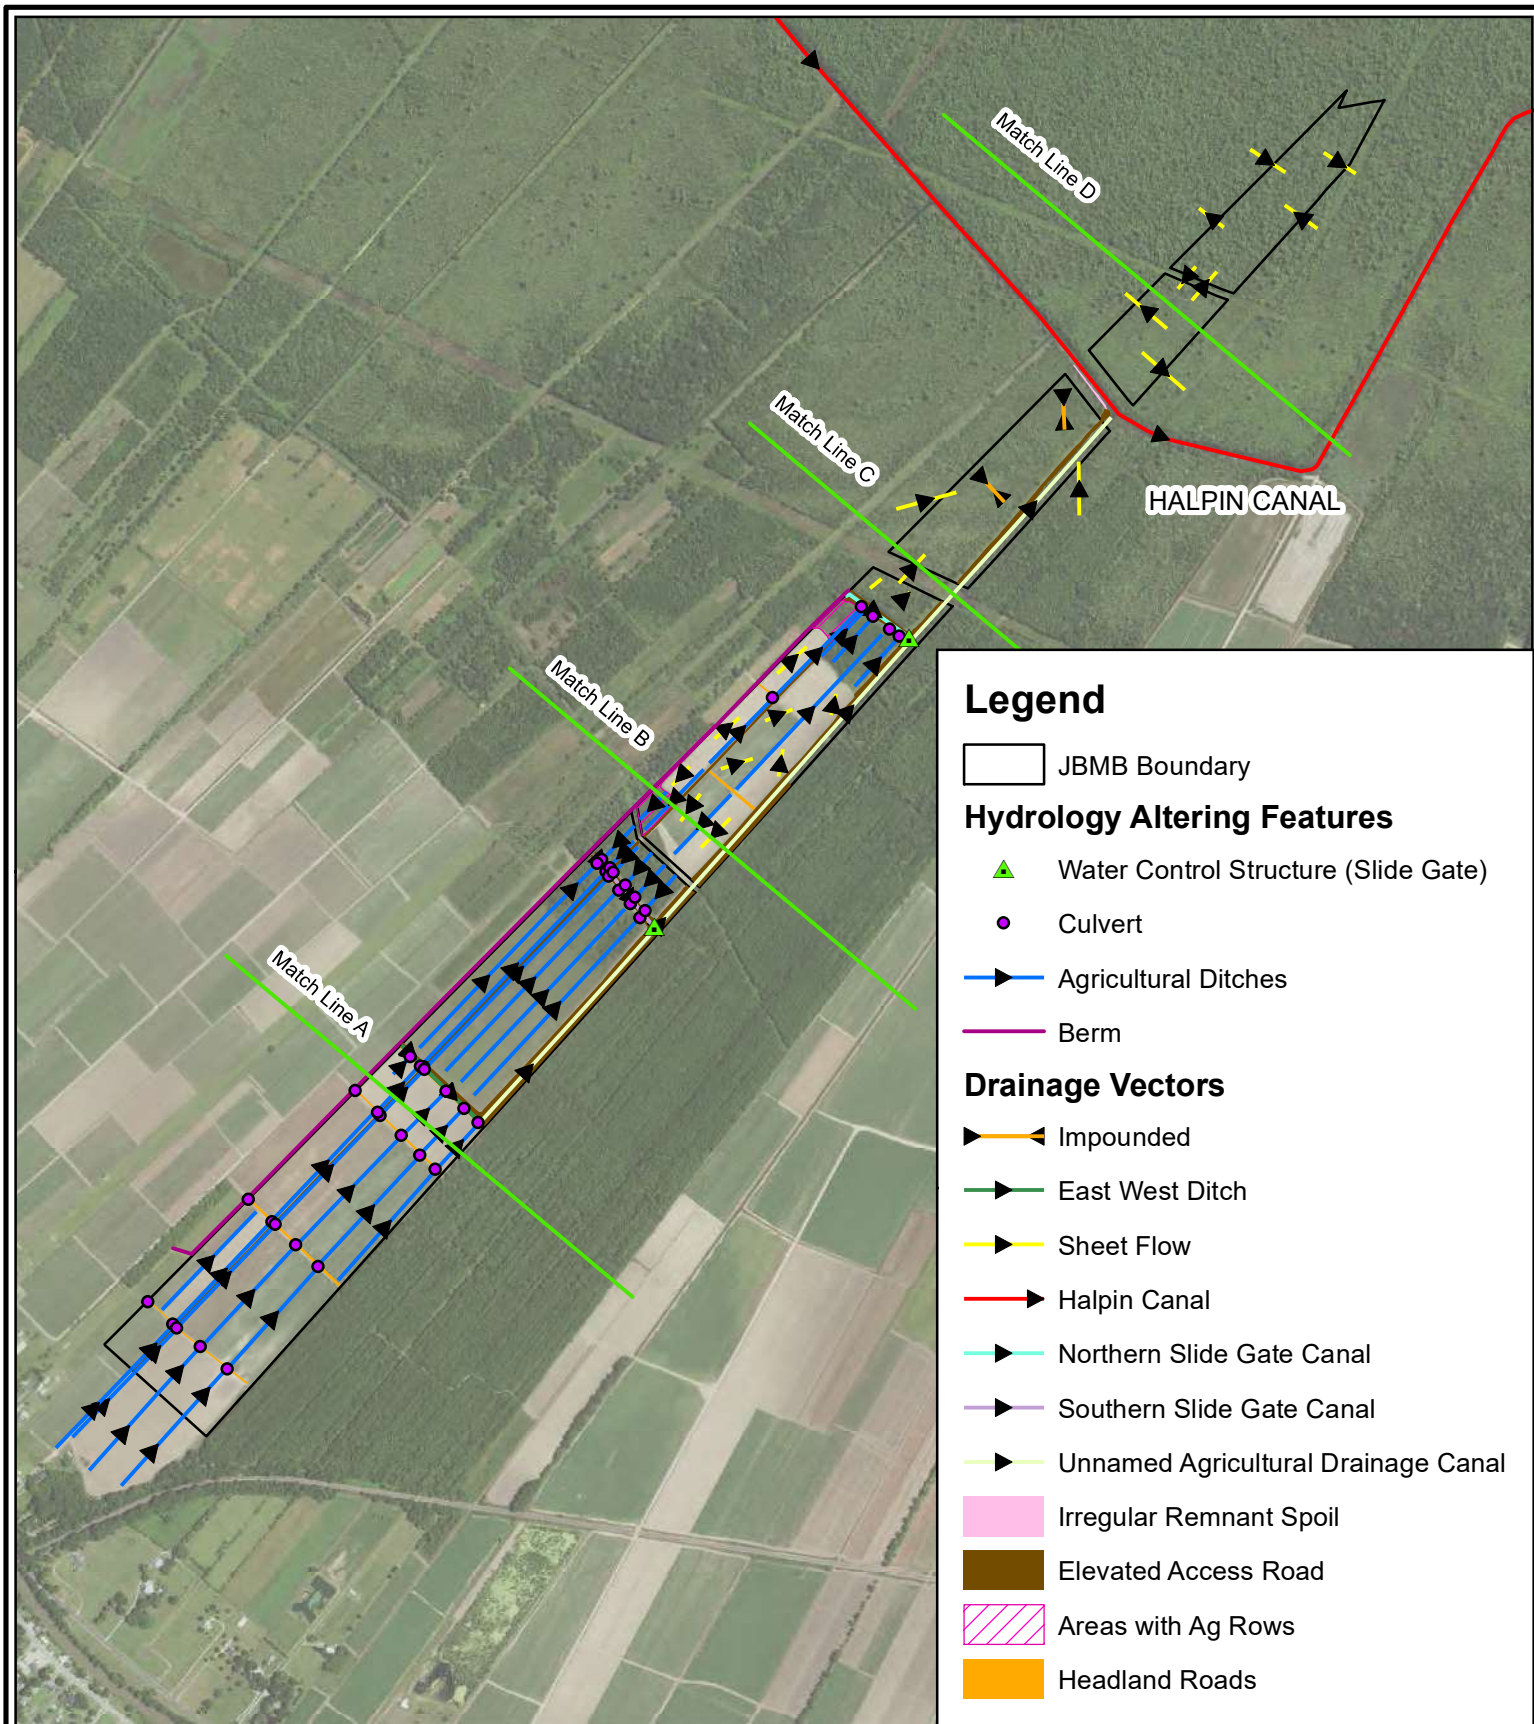 Match Line D
Match Line C
HALPIN CANAL
Match Line B
Match Line A
Legend
JBMB Boundary
Hydrology Altering Features
Water Control Structure (Slide Gate)
Culvert
Agricultural Ditches
Berm
Drainage Vectors
Impounded
East West Ditch
Sheet Flow
Halpin Canal
Northern Slide Gate Canal
Southern Slide Gate Canal
Unnamed Agricultural Drainage Canal
Irregular Remnant Spoil
Elevated Access Road
Areas with Ag Rows
Headland Roads